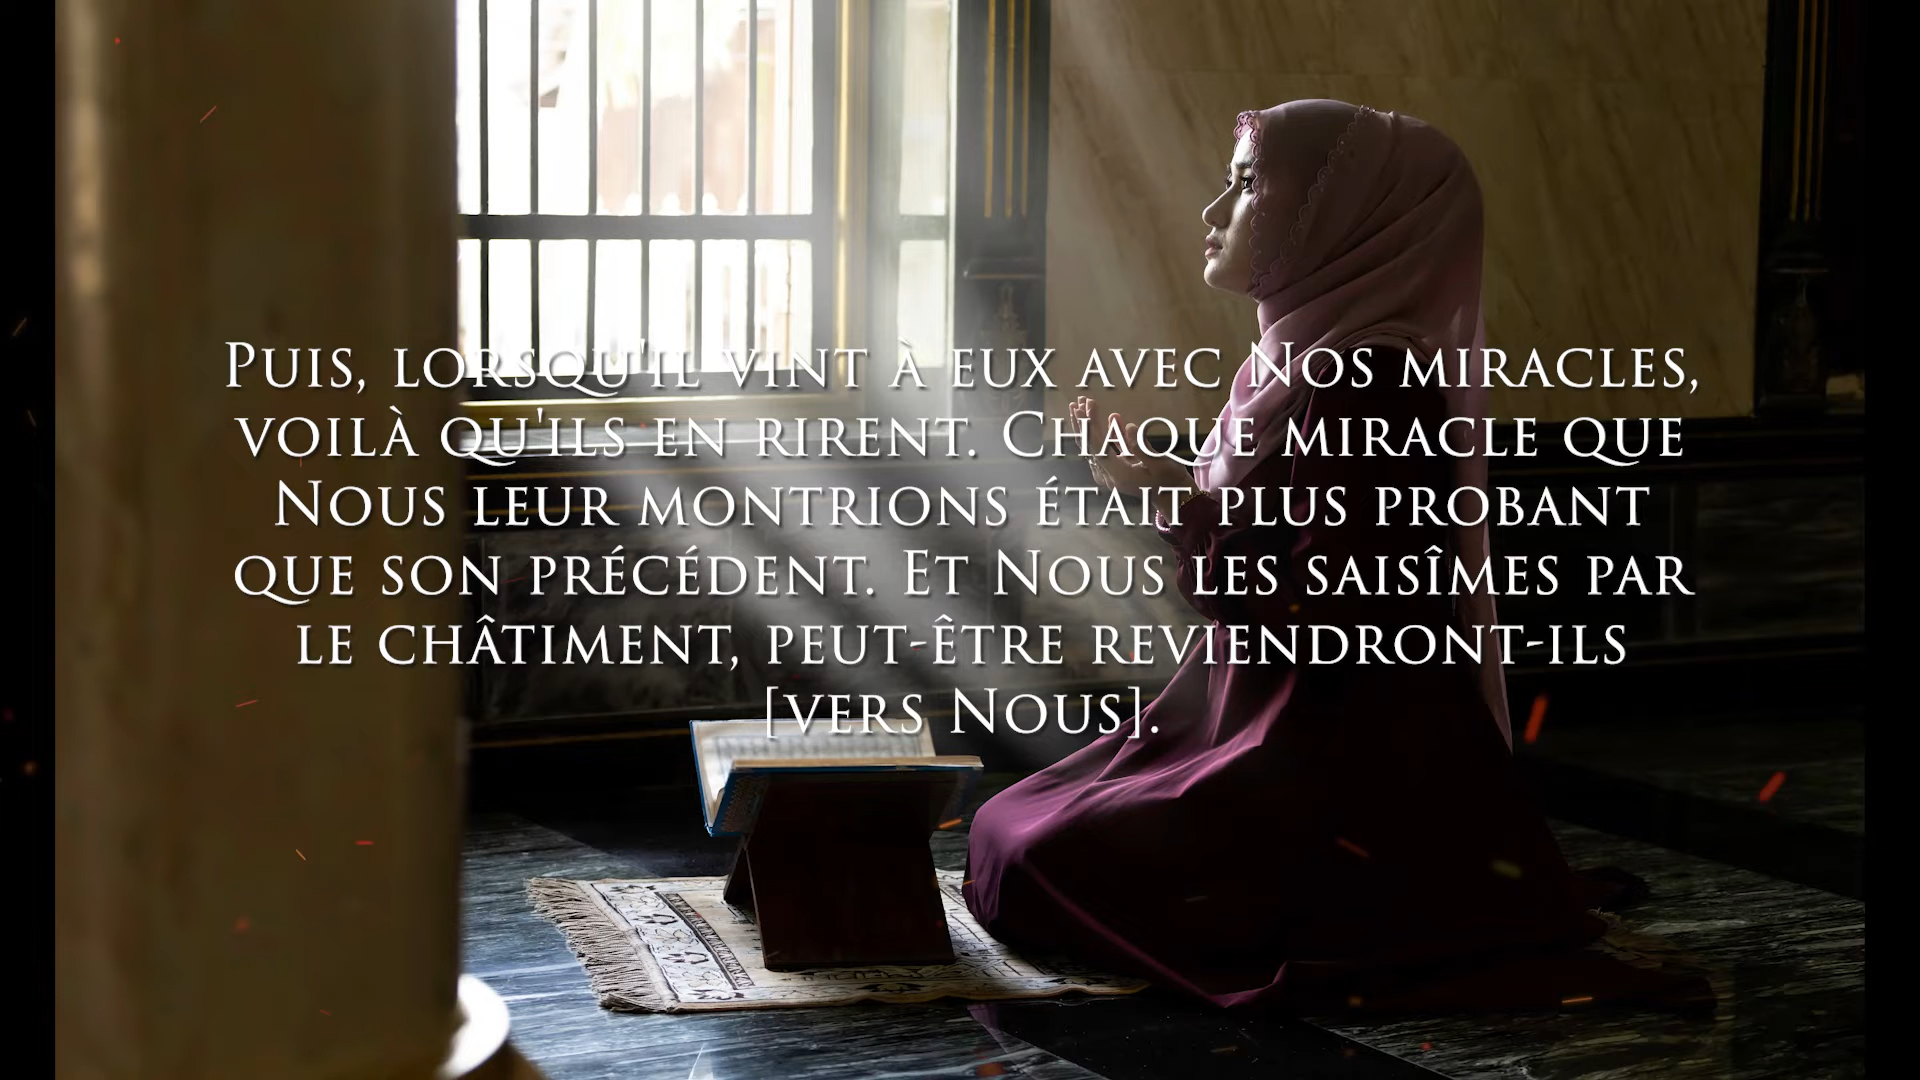 Puis, lorsqu'il vint à eux avec Nos miracles,
voilà qu'ils en rirent. Chaque miracle que
Nous leur montrions était plus probant
que son précédent. Et Nous les saisîmes par
le châtiment, peut-être reviendront-ils
[vers Nous].